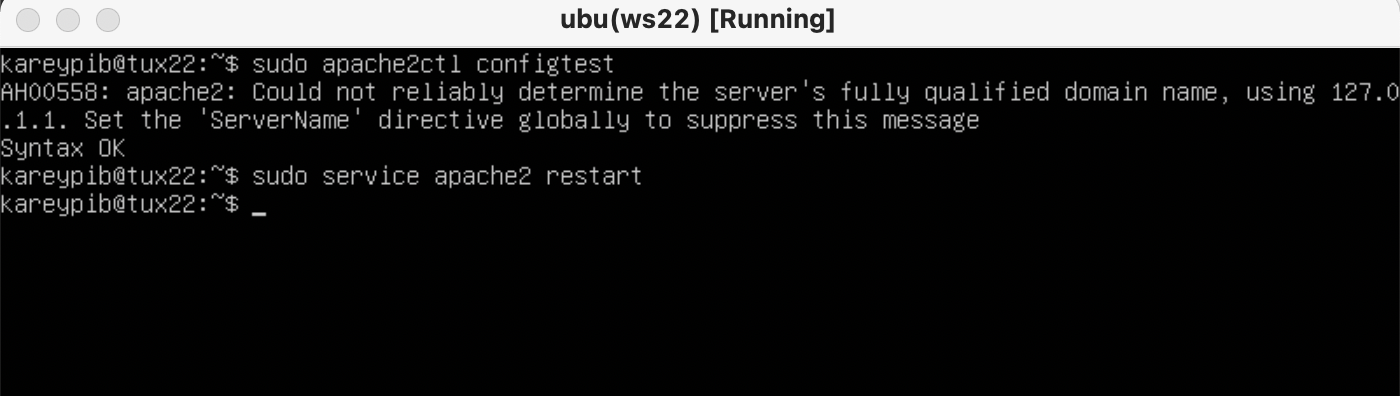 ubu(ws22) [Running]
kareypib@tux22:~$ sudo apache2ctl configtest
AH00558: apache2: Could not reliably determine the server's fully qualified domain name, using 127.0
.1.1. Set the 'ServerName' directive globally to suppress this message
Syntax OK
kareypib@tux22:~$ sudo service apache2 restart
kareypib@tux22:~$ _